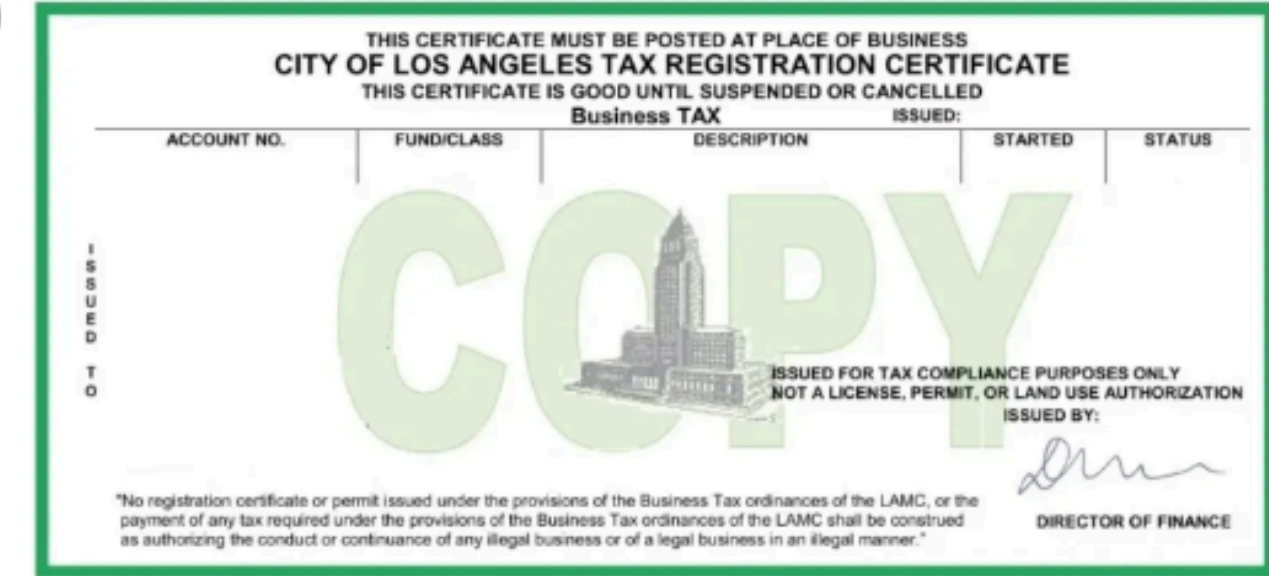 THIS CERTIFICATE MUST BE POSTED AT PLACE OF BUSINESS
CITY OF LOS ANGELES TAX REGISTRATION CERTIFICATE
THIS CERTIFICATE IS GOOD UNTIL SUSPENDED OR CANCELLED
Business TAX ISSUED:
ACCOUNT NO. FUND/CLASS DESCRIPTION STARTED STATUS
COPY
ISSUED TO
ISSUED FOR TAX COMPLIANCE PURPOSES ONLY
NOT A LICENSE, PERMIT, OR LAND USE AUTHORIZATION
ISSUED BY:
"No registration certificate or permit issued under the provisions of the Business Tax ordinances of the LAMC, or the
payment of any tax required under the provisions of the Business Tax ordinances of the LAMC shall be construed
as authorizing the conduct or continuance of any illegal business or of a legal business in an illegal manner."
DIRECTOR OF FINANCE